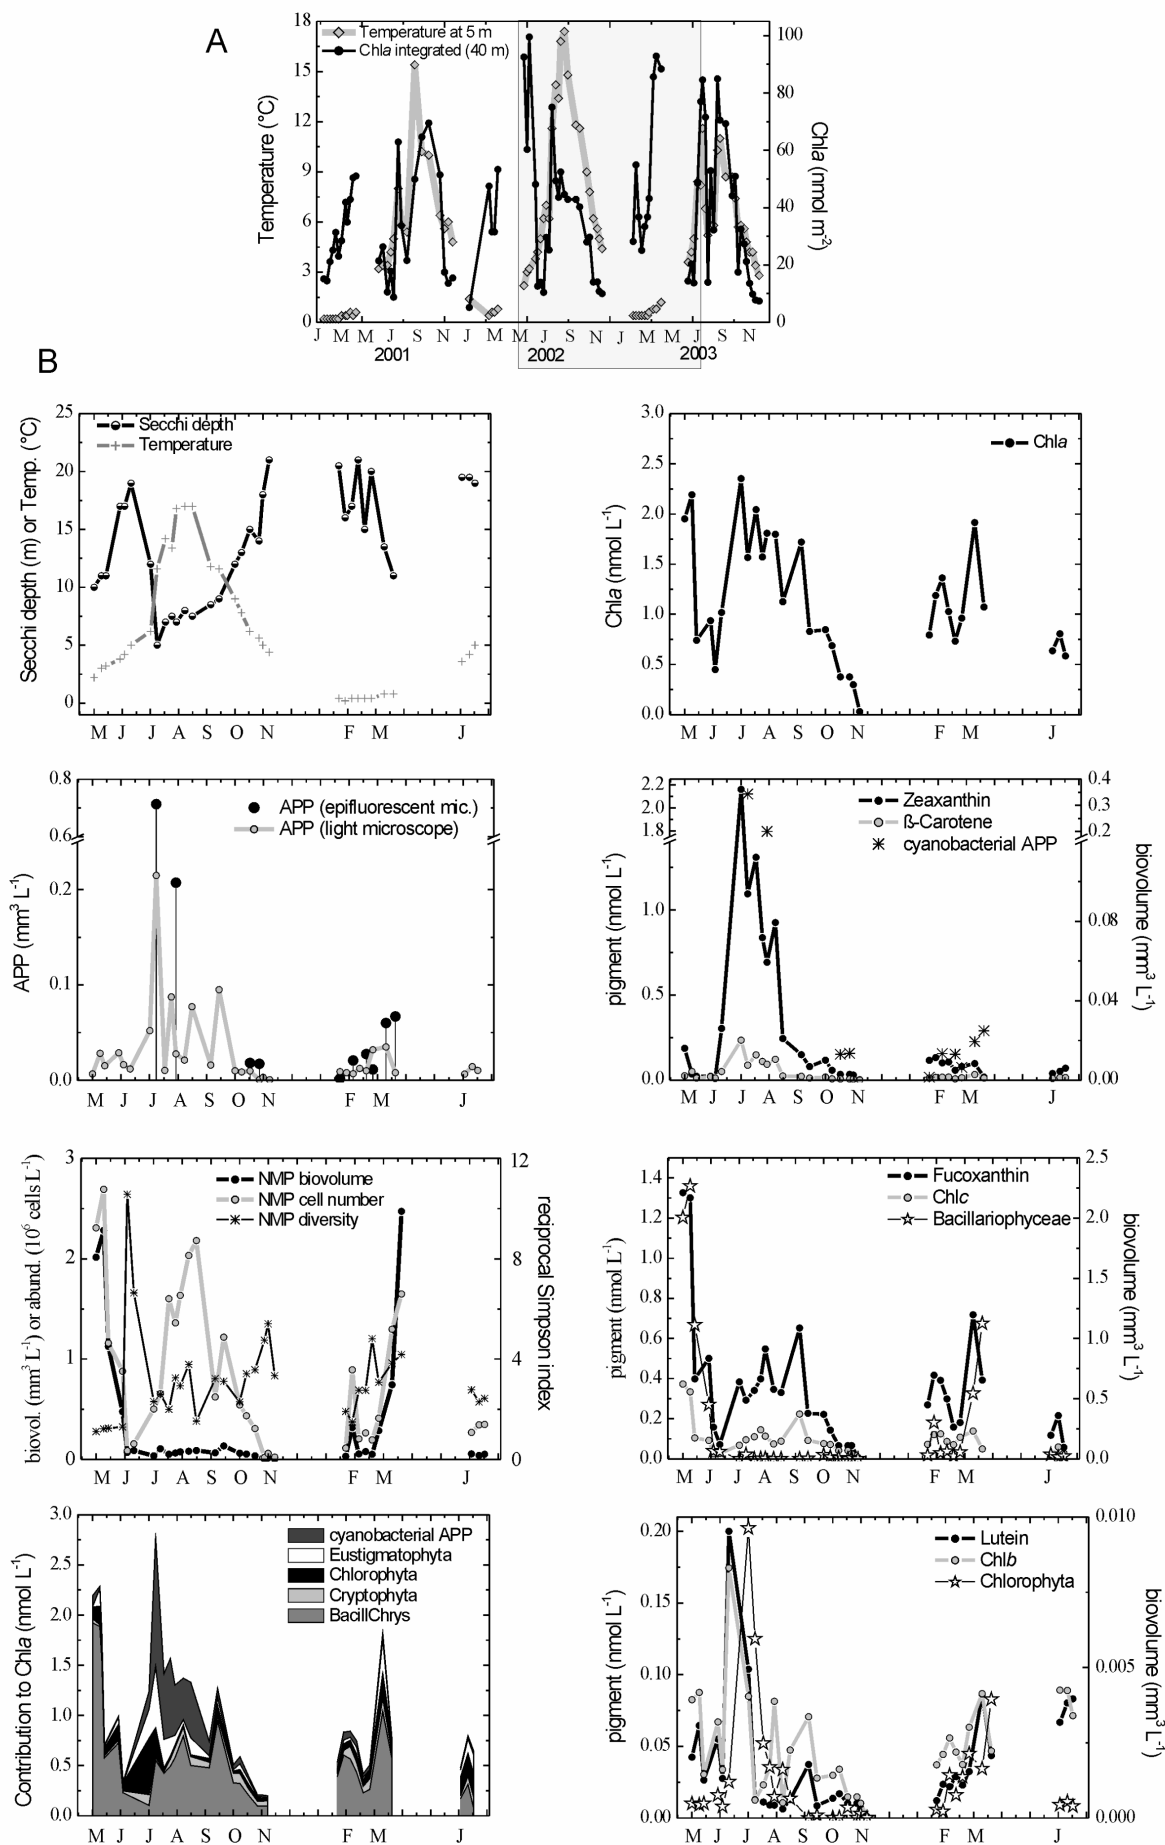 A
18
15
12
9
6
3
0
Temperature (°C)
Temperature at 5 m
Chla integrated (40 m)
100
80
60
40
20
0
Chla (nmol m-2)
J M M J S N J M M J S N J M M J S N
2001 2002 2003
B
25
20
15
10
5
0
Secchi depth (m) or Temp. (°C)
Secchi depth
Temperature
M J J A S O N F M J
3.0
2.5
2.0
1.5
1.0
0.5
0.0
Chla (nmol L-1)
Chla
M J J A S O N F M J
0.8
0.6
0.2
0.1
0.0
APP (mm3 L-1)
APP (epifluorescent mic.)
APP (light microscope)
M J J A S O N F M J
2.2
2.0
1.8
1.0
0.5
0.0
pigment (nmol L-1)
Zeaxanthin
ß-Carotene
cyanobacterial APP
0.4
0.3
0.2
0.08
0.04
0.00
biovolume (mm3 L-1)
M J J A S O N F M J
3
2
1
0
biovol. (mm3 L-1) or abund. (106 cells L-1)
NMP biovolume
NMP cell number
NMP diversity
12
8
4
0
reciprocal Simpson index
M J J A S O N F M J
1.4
1.2
1.0
0.8
0.6
0.4
0.2
0.0
pigment (nmol L-1)
Fucoxanthin
Chlc
Bacillariophyceae
2.5
2.0
1.5
1.0
0.5
0.0
biovolume (mm3 L-1)
M J J A S O N F M J
3.0
2.5
2.0
1.5
1.0
0.5
0.0
Contribution to Chla (nmol L-1)
cyanobacterial APP
Eustigmatophyta
Chlorophyta
Cryptophyta
BacillChrys
M J J A S O N F M J
0.20
0.15
0.10
0.05
0.00
pigment (nmol L-1)
Lutein
Chlb
Chlorophyta
0.010
0.005
0.000
biovolume (mm3 L-1)
M J J A S O N F M J